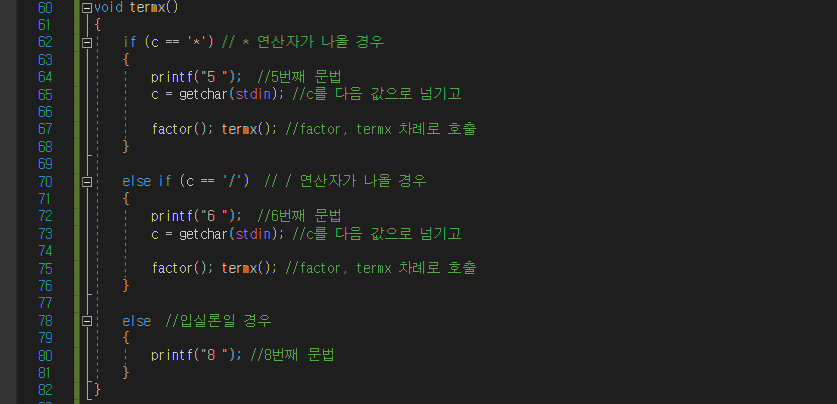 60 void termx()
61 {
62 if (c == '*') // * 연산자가 나올 경우
63 {
64 printf("5 "); //5번째 문법
65 c = getchar(stdin); //c를 다음 값으로 넘기고
66
67 factor(); termx(); //factor, termx 차례로 호출
68 }
69
70 else if (c == '/') // / 연산자가 나올 경우
71 {
72 printf("6 "); //6번째 문법
73 c = getchar(stdin); //c를 다음 값으로 넘기고
74
75 factor(); termx(); //factor, termx 차례로 호출
76 }
77
78 else //입실론일 경우
79 {
80 printf("8 "); //8번째 문법
81 }
82 }